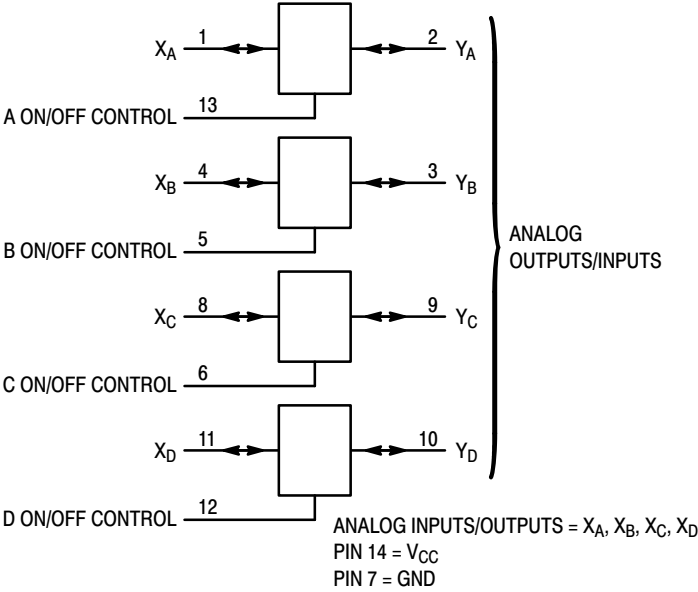 X_A 1 2 Y_A
A ON/OFF CONTROL 13
X_B 4 3 Y_B
B ON/OFF CONTROL 5
ANALOG
OUTPUTS/INPUTS
X_C 8 9 Y_C
C ON/OFF CONTROL 6
X_D 11 10 Y_D
D ON/OFF CONTROL 12
ANALOG INPUTS/OUTPUTS = X_A, X_B, X_C, X_D
PIN 14 = V_CC
PIN 7 = GND